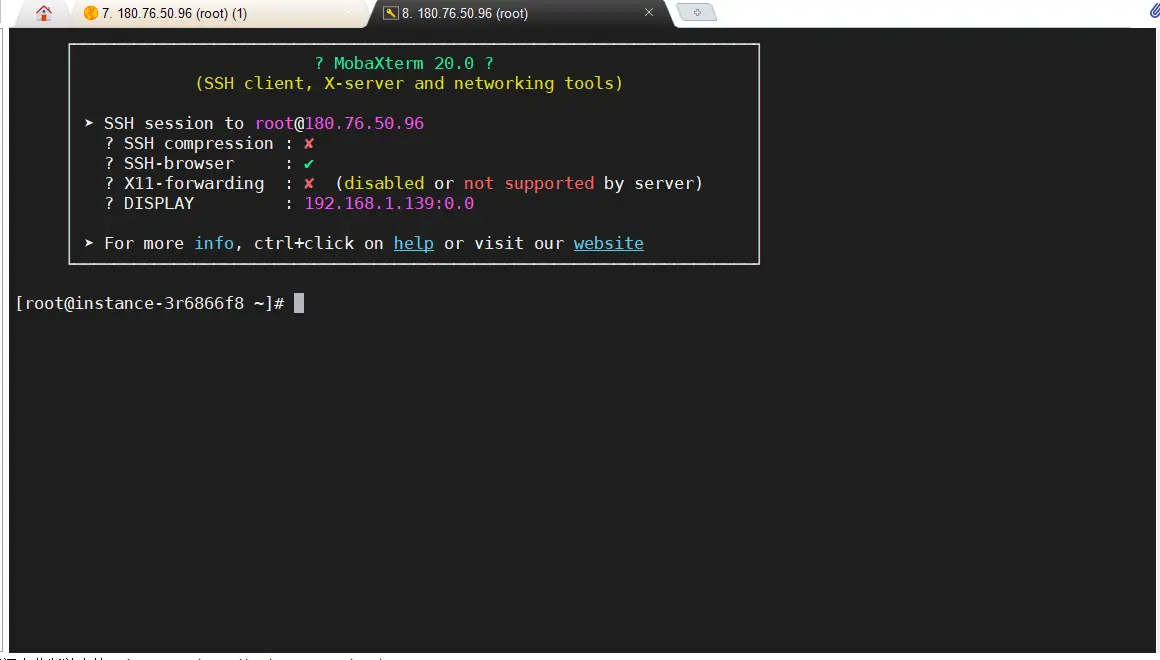 7. 180.76.50.96 (root) (1)
8. 180.76.50.96 (root)
? MobaXterm 20.0 ?
(SSH client, X-server and networking tools)
➤ SSH session to root@180.76.50.96
? SSH compression : ✘
? SSH-browser : ✔
? X11-forwarding : ✘ (disabled or not supported by server)
? DISPLAY : 192.168.1.139:0.0
➤ For more info, ctrl+click on help or visit our website
[root@instance-3r6866f8 ~]#